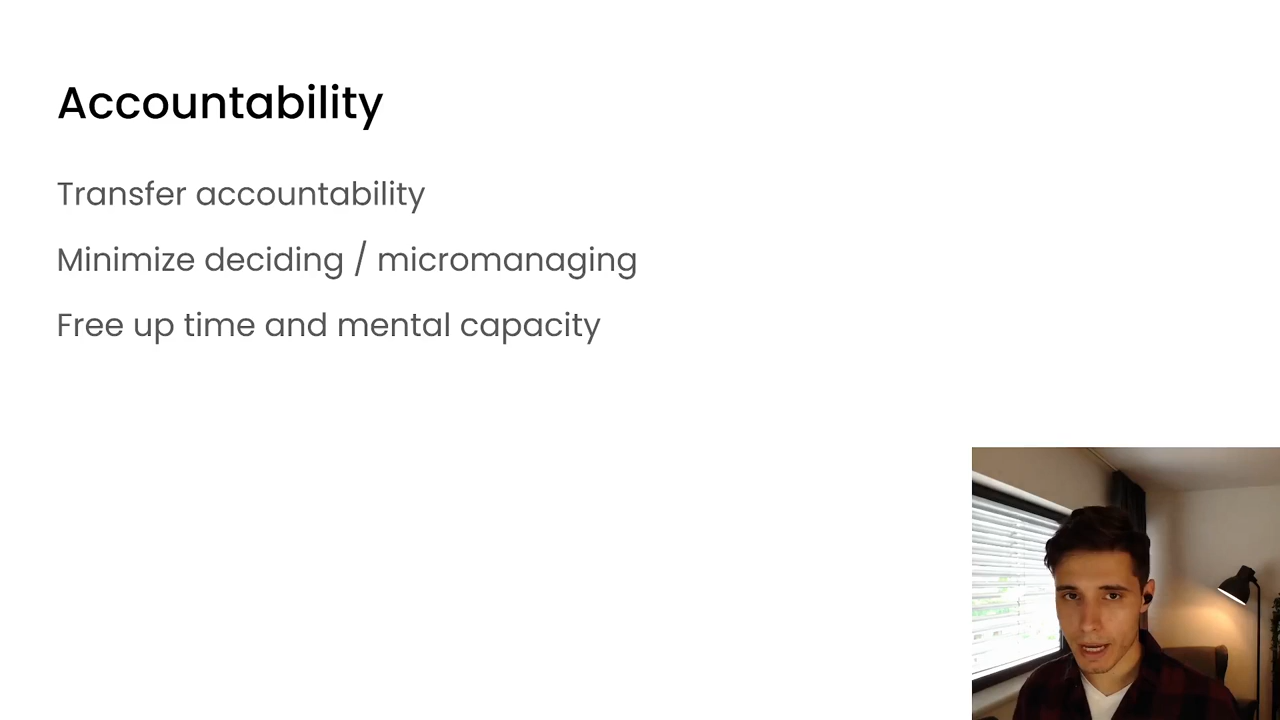 Accountability
Transfer accountability
Minimize deciding / micromanaging
Free up time and mental capacity